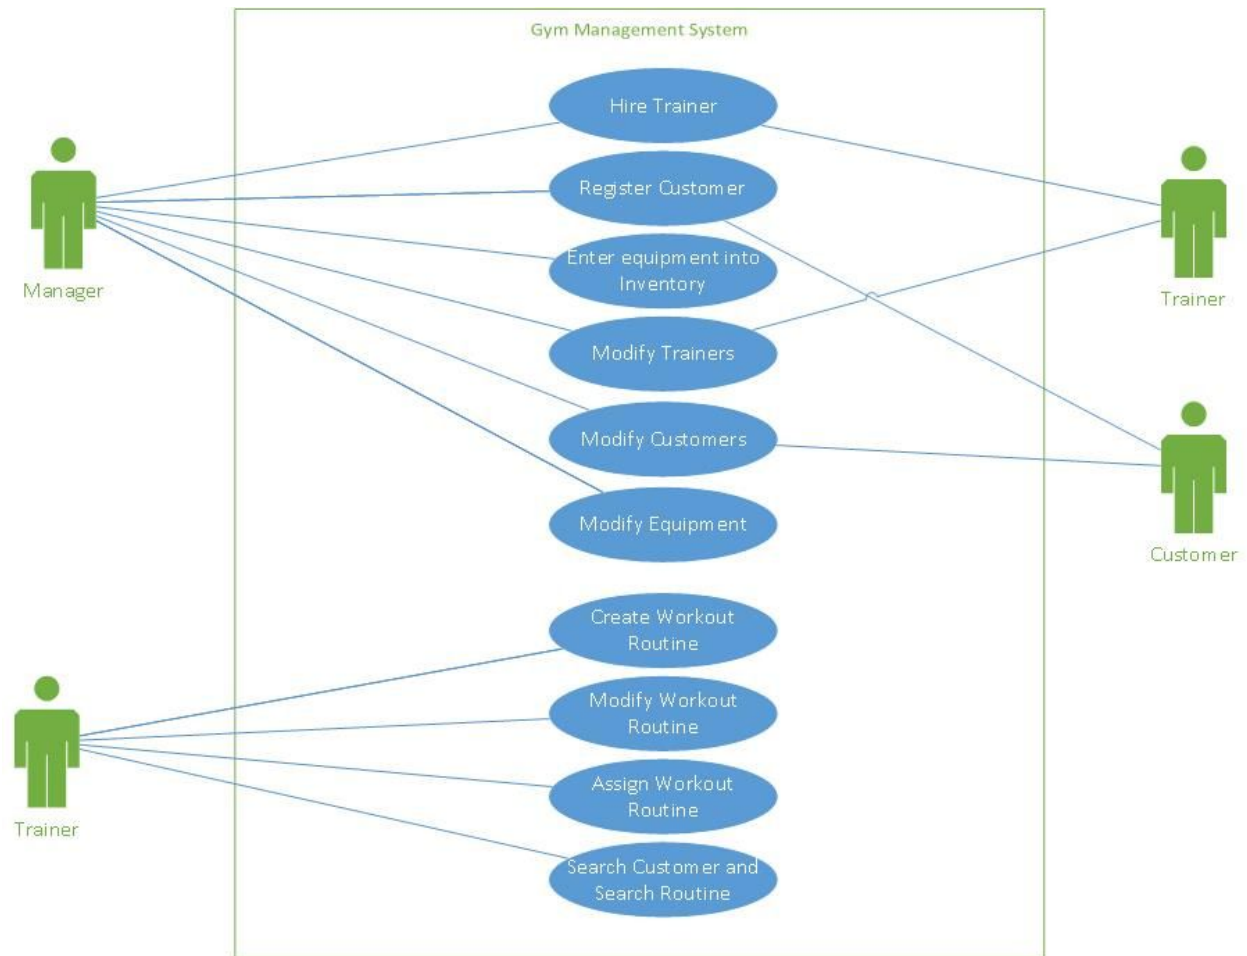 Gym Management System
Hire Trainer
Register Customer
Enter equipment into
Inventory
Modify Trainers
Modify Customers
Modify Equipment
Create Workout
Routine
Modify Workout
Routine
Assign Workout
Routine
Search Customer and
Search Routine
Manager
Trainer
Trainer
Customer